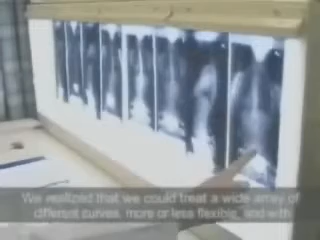 We realized that we could treat a wide array of
different curves, more or less flexible, and with